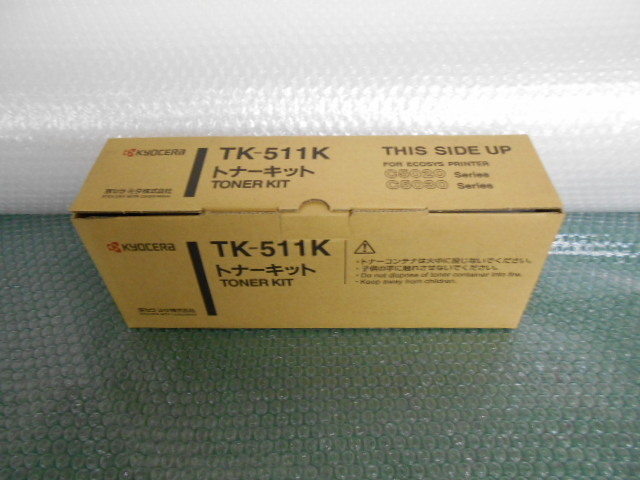 KYOCERA
TK-511K
トナーキット
TONER KIT
THIS SIDE UP
FOR ECOSYS PRINTER
C5020 Series
C5030 Series
KYOCERA
TK-511K
トナーキット
TONER KIT
・トナーコンテナは火中に投じないでください。
・子供の手に触れさせないでください。
・Do not dispose of toner container into fire.
・Keep away from children.